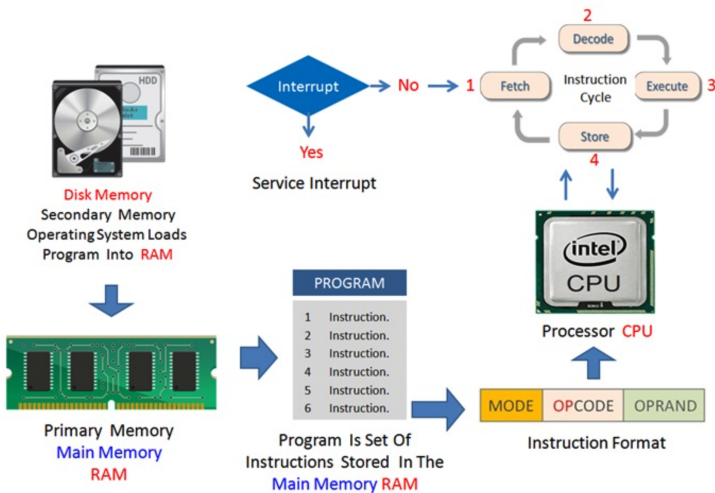 HDD
Disk Memory
Secondary Memory
Operating System Loads
Program Into RAM
Primary Memory
Main Memory
RAM
PROGRAM
1 Instruction.
2 Instruction.
3 Instruction.
4 Instruction.
5 Instruction.
6 Instruction.
Program Is Set Of
Instructions Stored In The
Main Memory RAM
MODE OPCODE OPRAND
Instruction Format
intel
CPU
Processor CPU
Interrupt
No
Yes
Service Interrupt
1 Fetch
2
Decode
Execute 3
Store
4
Instruction
Cycle